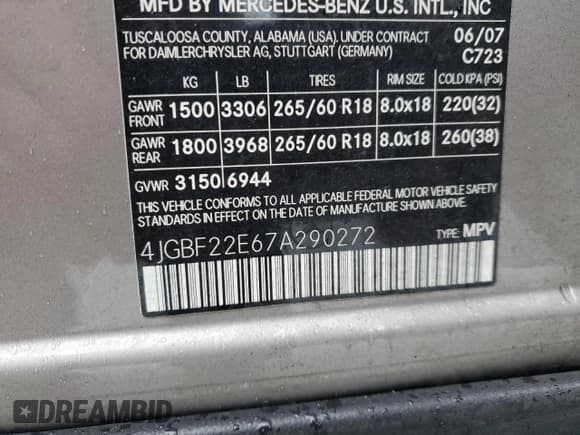 MFD BY MERCEDES-BENZ U.S. INTL., INC
TUSCALOOSA COUNTY, ALABAMA (USA). UNDER CONTRACT 06/07
FOR DAIMLERCHRYSLER AG, STUTTGART (GERMANY) C723
KG LB TIRES RIM SIZE COLD KPA (PSI)
GAWR FRONT 1500 3306 265/60 R18 8.0x18 220(32)
GAWR REAR 1800 3968 265/60 R18 8.0x18 260(38)
GVWR 3150 6944
THIS VEHICLE CONFORMS TO ALL APPLICABLE FEDERAL MOTOR VEHICLE SAFETY
STANDARDS IN EFFECT ON THE DATE OF MANUFACTURE SHOWN ABOVE.
4JGBF22E67A290272 TYPE: MPV
DREAMBID